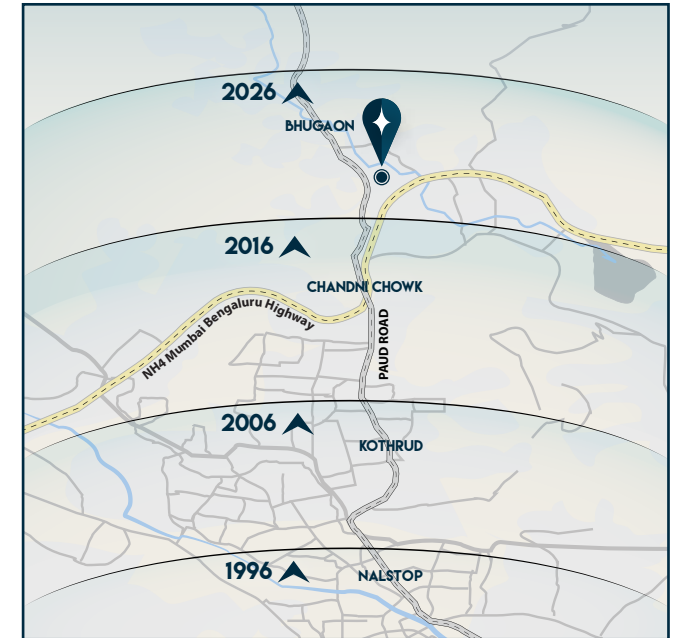 2026
BHUGAON
2016
CHANDNI CHOWK
NH4 Mumbai Bengaluru Highway
PAUD ROAD
2006
KOTHRUD
1996
NALSTOP